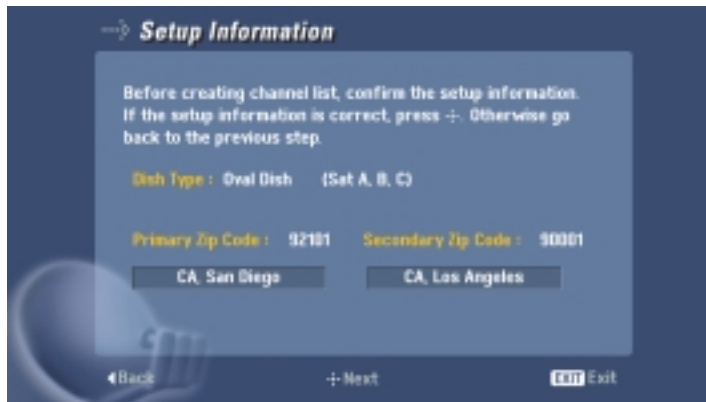 Setup Information
Before creating channel list, confirm the setup information.
If the setup information is correct, press ⊹. Otherwise go
back to the previous step.
Dish Type : Oval Dish (Sat A, B, C)
Primary Zip Code : 92101 Secondary Zip Code : 90001
CA, San Diego CA, Los Angeles
Back ⊹Next EXIT Exit